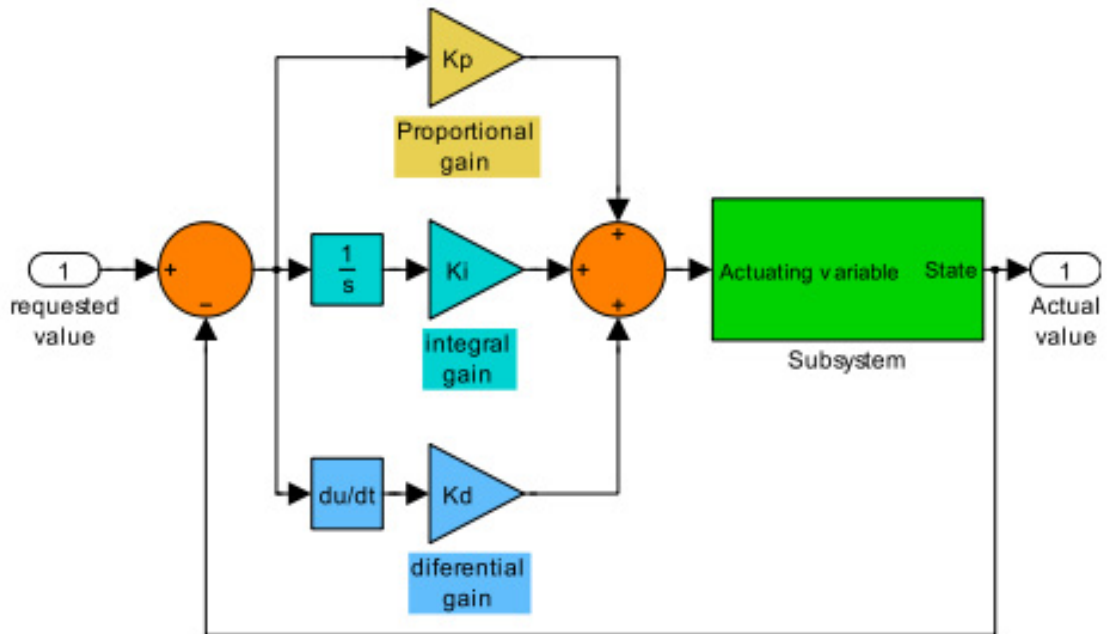 Kp
Proportional
gain
+
−
1
requested
value
1
s
Ki
integral
gain
+
+
+
Actuating variable
State
Subsystem
1
Actual
value
du/dt
Kd
diferential
gain